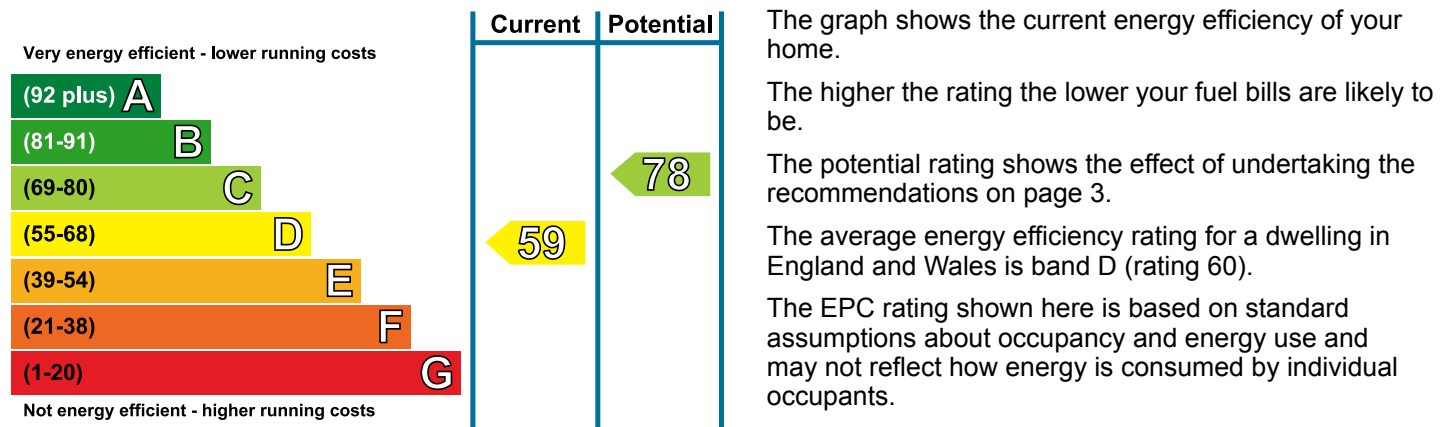 Current Potential
Very energy efficient - lower running costs
(92 plus) A
(81-91) B
(69-80) C
(55-68) D
(39-54) E
(21-38) F
(1-20) G
Not energy efficient - higher running costs
78
59
The graph shows the current energy efficiency of your
home.
The higher the rating the lower your fuel bills are likely to
be.
The potential rating shows the effect of undertaking the
recommendations on page 3.
The average energy efficiency rating for a dwelling in
England and Wales is band D (rating 60).
The EPC rating shown here is based on standard
assumptions about occupancy and energy use and
may not reflect how energy is consumed by individual
occupants.